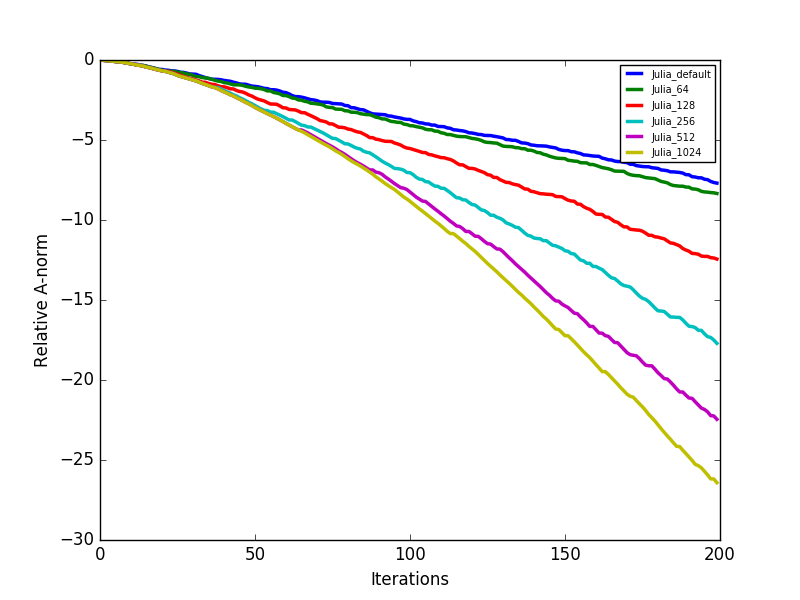 0
−5
−10
−15
−20
−25
−30
Relative A-norm
0 50 100 150 200
Iterations
Julia_default
Julia_64
Julia_128
Julia_256
Julia_512
Julia_1024